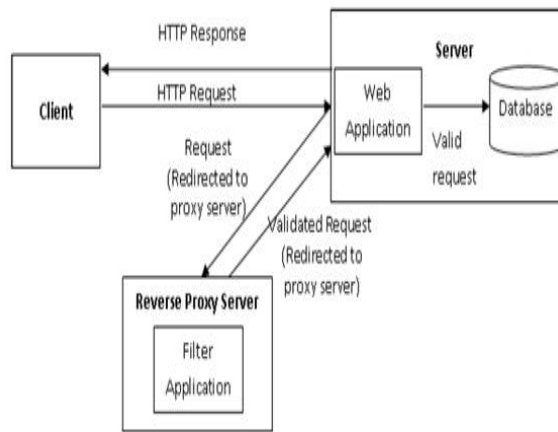 HTTP Response
Server
Client
HTTP Request
Web
Application
Database
Valid
request
Request
(Redirected to
proxy server)
Validated Request
(Redirected to
proxy server)
Reverse Proxy Server
Filter
Application